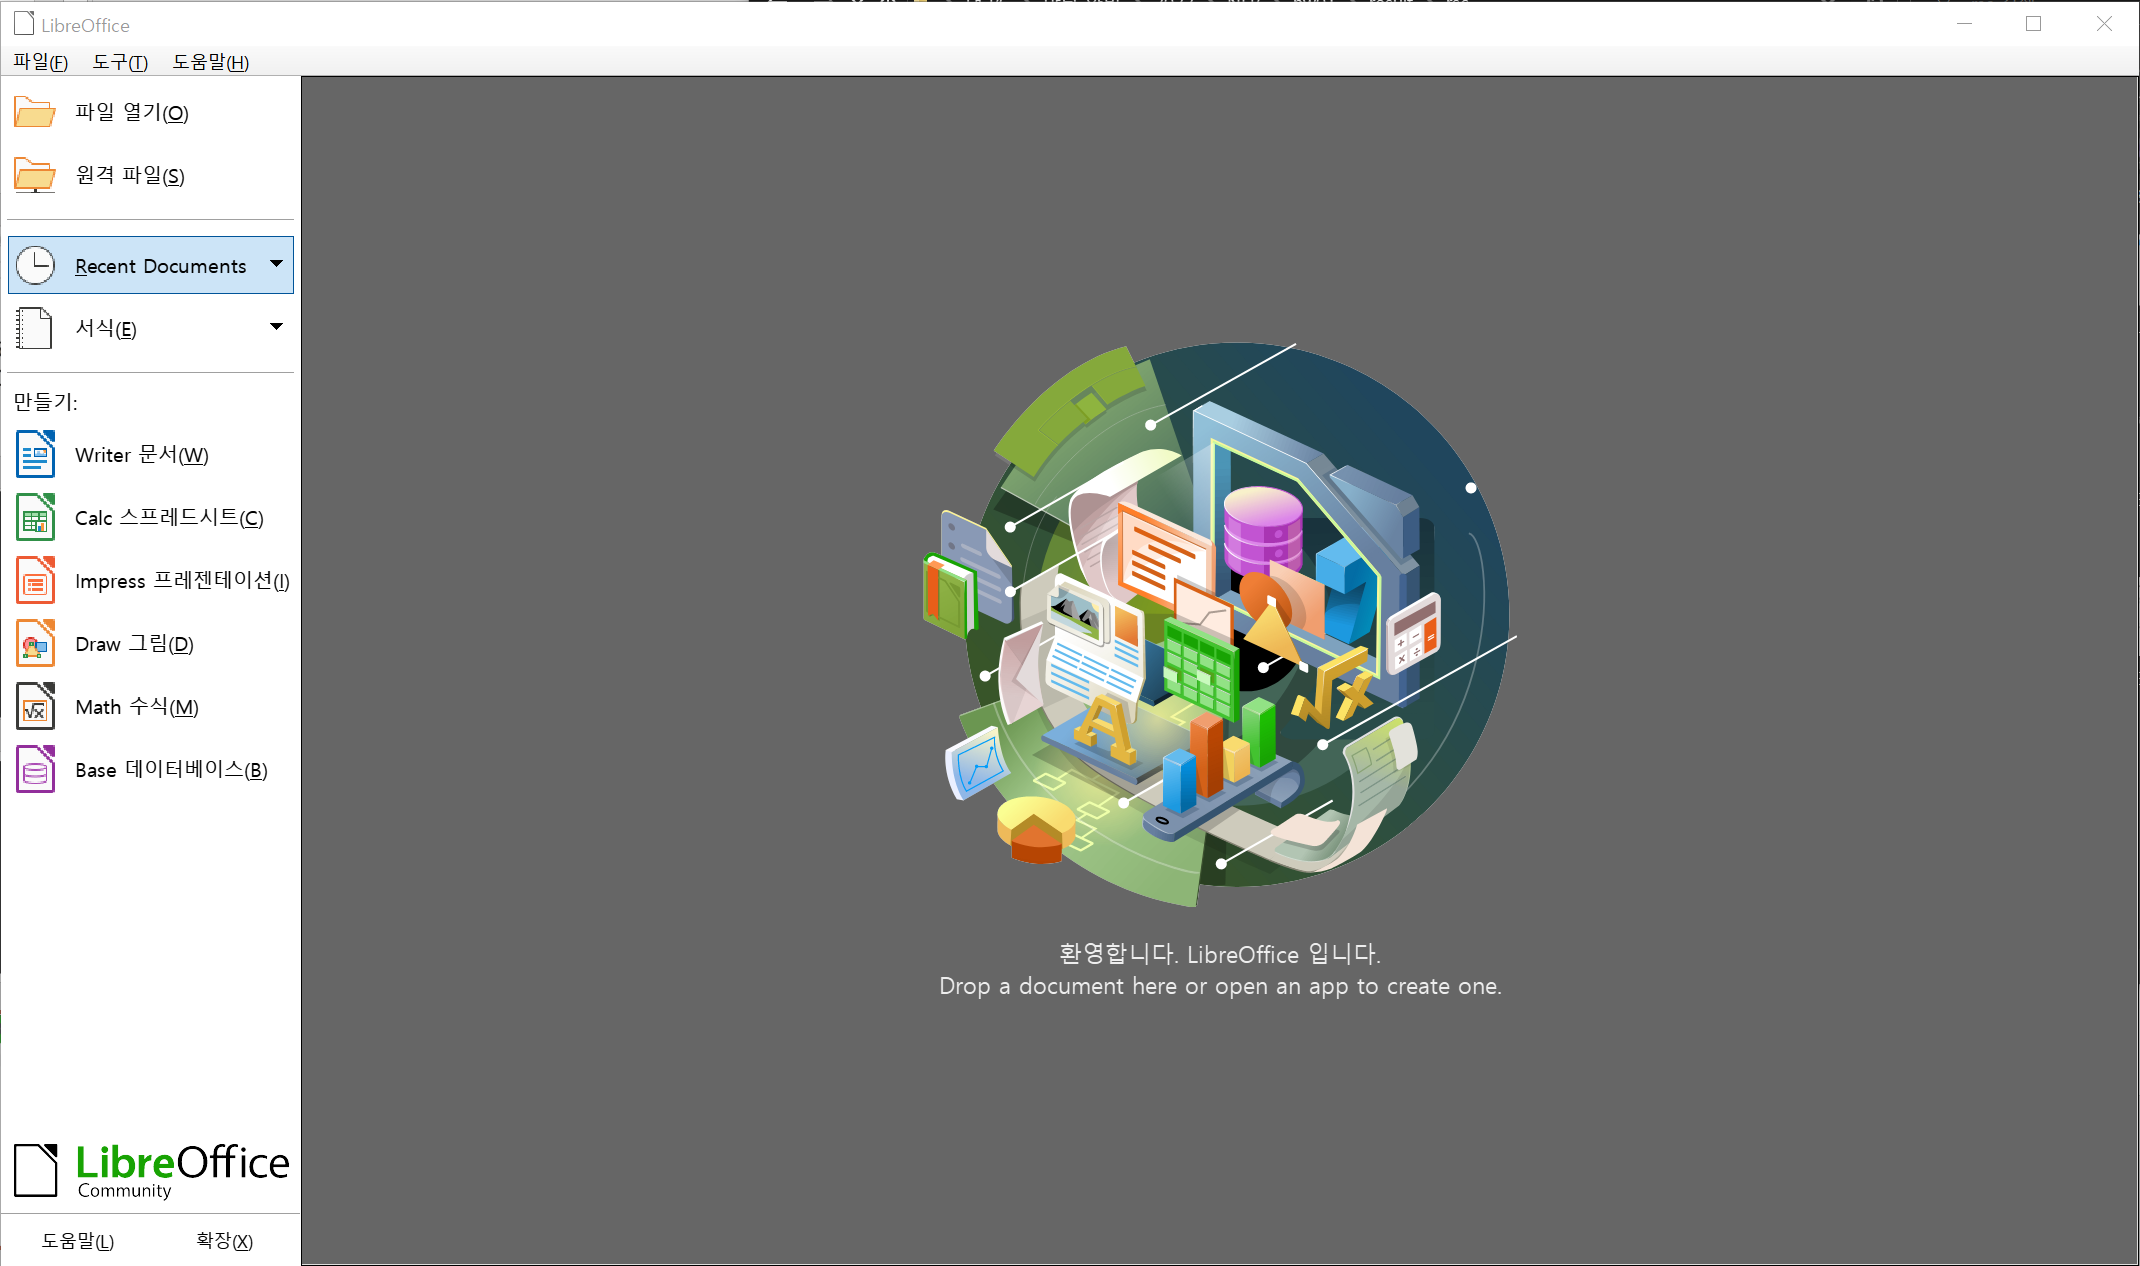 LibreOffice
파일(F) 도구(T) 도움말(H)
파일 열기(O)
원격 파일(S)
Recent Documents
서식(E)
만들기:
Writer 문서(W)
Calc 스프레드시트(C)
Impress 프레젠테이션(I)
Draw 그림(D)
Math 수식(M)
Base 데이터베이스(B)
환영합니다. LibreOffice 입니다.
Drop a document here or open an app to create one.
LibreOffice
Community
도움말(L) 확장(X)